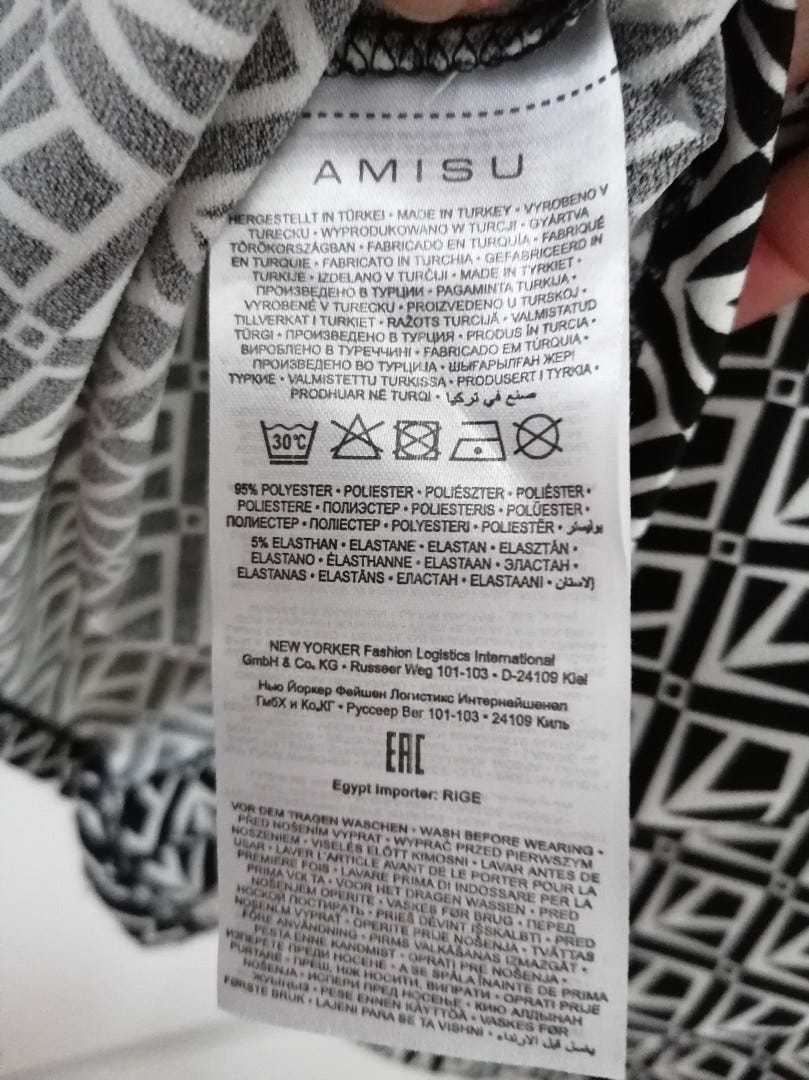 AMISU
HERGESTELLT IN TÜRKEI • MADE IN TURKEY • VYROBENO V
TURECKU • WYPRODUKOWANO W TURCJI • GYÁRTVA
TÖRÖKORSZÁGBAN • FABRICADO EN TURQUÍA • FABRIQUÉ
EN TURQUIE • FABRICATO IN TURCHIA • GEFABRICEERD IN
TURKIJE • IZDELANO V TURČIJI • MADE IN TYRKIET •
ПРОИЗВЕДЕНО В ТУРЦИИ • PAGAMINTA TURKIJA •
VYROBENÉ V TURECKU • PROIZVEDENO U TURSKOJ •
TILLVERKAT I TURKIET • RAŽOTS TURCIJĀ • VALMISTATUD
TÜRGI • ПРОИЗВЕДЕНО В ТУРЦИЯ • PRODUS ÎN TURCIA •
ВИРОБЛЕНО В ТУРЕЧЧИНІ • FABRICADO EM TÚRQUIA •
ПРОИЗВЕДЕНО ВО ТУРЦИЈА • ШЫҒАРЫЛҒАН ЖЕРІ
ТУРКИЕ • VALMISTETTU TURKISSA • PRODUSERT I TYRKIA •
PRODHUAR NË TURQI • صنع في تركيا
30°C
95% POLYESTER • POLIESTER • POLIÉSZTER • POLIÉSTER •
POLIESTERE • ПОЛИЭСТЕР • POLIESTERIS • POLÜESTER •
ПОЛИЕСТЕР • ПОЛІЕСТЕР • POLYESTERI • POLIESTĒR • بوليستر
5% ELASTHAN • ELASTANE • ELASTAN • ELASZTÁN •
ELASTANO • ÉLASTHANNE • ELASTAAN • ЭЛАСТАН •
ELASTANAS • ELASTĀNS • ЕЛАСТАН • ELASTAANI • إلاستان
NEW YORKER Fashion Logistics International
GmbH & Co. KG • Russeer Weg 101-103 • D-24109 Kiel
Нью Йоркер Фейшен Логистикс Интернейшенел
ГмбХ и Ко.КГ • Руссеер Вег 101-103 • 24109 Киль
EAC
Egypt Importer: RIGE
VOR DEM TRAGEN WASCHEN • WASH BEFORE WEARING •
PŘED NOŠENÍM VYPRAT • WYPRAĆ PRZED PIERWSZYM
NOSZENIEM • VISELÉS ELŐTT KIMOSNI • LAVAR ANTES DE
USAR • LAVER L'ARTICLE AVANT DE LE PORTER POUR LA
PREMIÈRE FOIS • LAVARE PRIMA DI INDOSSARE PER LA
PRIMA VOLTA • VOOR HET DRAGEN WASSEN • PRED
NOŠENJEM OPERITE • VASKES FØR BRUG • ПЕРЕД
НОСКОЙ ПОСТИРАТЬ • PRIEŠ DĖVINT IŠSKALBTI • PRED
NOSENÍM VYPRAŤ • OPERITE PRIJE NOŠENJA • TVÄTTAS
FÖRE ANVÄNDNING • PIRMS VALKĀŠANAS IZMAZGĀT •
PESTA ENNE KANDMIST • OPRATI PRE NOŠENJA •
ИЗПЕРЕТЕ ПРЕДИ НОСЕНЕ • A SE SPĂLA ÎNAINTE DE PRIMA
PURTARE • ПРЕШ, НІЖ НОСИТИ, ВИПРАТИ • OPRATI PRIJE
NOŠENJA • ИСПЕРИ ПРЕД НОСЕЊЕ • КИЮ АЛДЫНАН
ЖУЫҢЫЗ • PESE ENNEN KÄYTTÖÄ • VASKES FØR
FØRSTE BRUK • LAJENI PARA SE TA VISHNI • يغسل قبل الارتداء